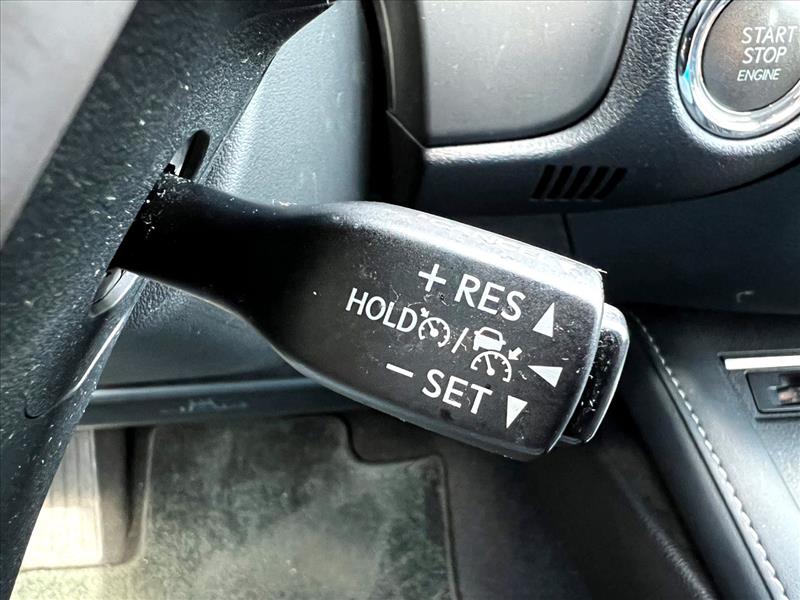 START
STOP
ENGINE
+ RES
HOLD /
− SET